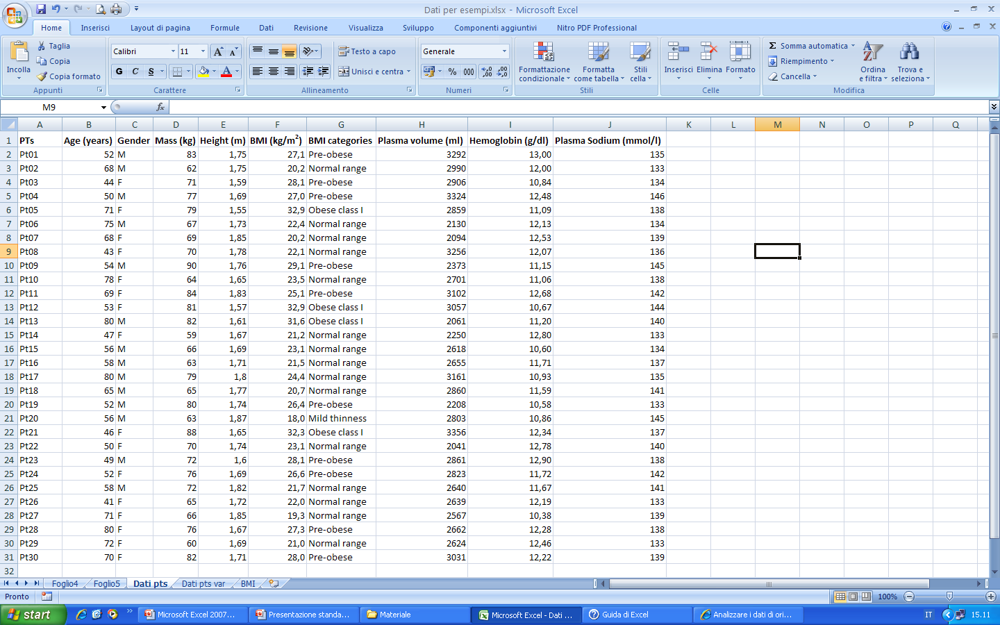 Dati per esempi.xlsx - Microsoft Excel
Home Inserisci Layout di pagina Formule Dati Revisione Visualizza Sviluppo Componenti aggiuntivi Nitro PDF Professional
Incolla
Taglia
Copia
Copia formato
Appunti
Calibri 11
G C S
Carattere
Testo a capo
Unisci e centra
Allineamento
Generale
% 000
Numeri
Formattazione condizionale
Formatta come tabella
Stili cella
Stili
Inserisci Elimina Formato
Celle
Σ Somma automatica
Riempimento
Cancella
Ordina e filtra
Trova e seleziona
Modifica
M9 fx
A B C D E F G H I J K L M N O P Q
1 PTs Age (years) Gender Mass (kg) Height (m) BMI (kg/m²) BMI categories Plasma volume (ml) Hemoglobin (g/dl) Plasma Sodium (mmol/l)
2 Pt01 52 M 83 1,75 27,1 Pre-obese 3292 13,00 135
3 Pt02 68 M 62 1,75 20,2 Normal range 2990 12,00 133
4 Pt03 44 F 71 1,59 28,1 Pre-obese 2906 10,84 134
5 Pt04 50 M 77 1,69 27,0 Pre-obese 3324 12,48 146
6 Pt05 71 F 79 1,55 32,9 Obese class I 2859 11,09 138
7 Pt06 75 M 67 1,73 22,4 Normal range 2130 12,13 134
8 Pt07 68 F 69 1,85 20,2 Normal range 2094 12,53 139
9 Pt08 43 F 70 1,78 22,1 Normal range 3256 12,07 136
10 Pt09 54 M 90 1,76 29,1 Pre-obese 2373 11,15 145
11 Pt10 78 F 64 1,65 23,5 Normal range 2701 11,06 138
12 Pt11 69 F 84 1,83 25,1 Pre-obese 3102 12,68 142
13 Pt12 53 F 81 1,57 32,9 Obese class I 3057 10,67 144
14 Pt13 80 M 82 1,61 31,6 Obese class I 2061 11,20 140
15 Pt14 47 F 59 1,67 21,2 Normal range 2250 12,80 133
16 Pt15 56 M 66 1,69 23,1 Normal range 2618 10,60 134
17 Pt16 58 M 63 1,71 21,5 Normal range 2655 11,71 137
18 Pt17 80 M 79 1,8 24,4 Normal range 3161 10,93 135
19 Pt18 65 M 65 1,77 20,7 Normal range 2860 11,59 141
20 Pt19 52 M 80 1,74 26,4 Pre-obese 2208 10,58 133
21 Pt20 56 M 63 1,87 18,0 Mild thinness 2803 10,86 145
22 Pt21 46 F 88 1,65 32,3 Obese class I 3356 12,34 137
23 Pt22 50 F 70 1,74 23,1 Normal range 2041 12,78 140
24 Pt23 49 M 72 1,6 28,1 Pre-obese 2861 12,90 138
25 Pt24 52 F 76 1,69 26,6 Pre-obese 2823 11,72 142
26 Pt25 58 M 72 1,82 21,7 Normal range 2640 11,67 141
27 Pt26 41 F 65 1,72 22,0 Normal range 2639 12,19 133
28 Pt27 71 F 66 1,85 19,3 Normal range 2567 10,38 139
29 Pt28 80 F 76 1,67 27,3 Pre-obese 2662 12,28 138
30 Pt29 72 F 60 1,69 21,0 Normal range 2624 12,46 133
31 Pt30 70 F 82 1,71 28,0 Pre-obese 3031 12,22 139
32
Foglio4 Foglio5 Dati pts Dati pts var BMI
Pronto 100%
start Microsoft Excel 2007... Presentazione standa... Materiale Microsoft Excel - Dati ... Guida di Excel Analizzare i dati di ori... IT 15.11